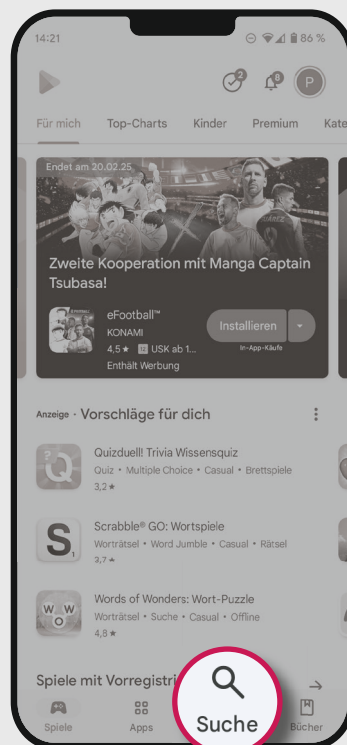 14:21
86 %
2
8
P
Für mich Top-Charts Kinder Premium Kate
Endet am 20.02.25
Zweite Kooperation mit Manga Captain
Tsubasa!
eFootball™
KONAMI
4,5★ USK ab 1...
Enthält Werbung
Installieren
In-App-Käufe
Anzeige · Vorschläge für dich
Quizduell! Trivia Wissensquiz
Quiz • Multiple Choice • Casual • Brettspiele
3,2★
Scrabble® GO: Wortspiele
Worträtsel • Word Jumble • Casual • Rätsel
3,7★
Words of Wonders: Wort-Puzzle
Worträtsel • Suche • Casual • Offline
4,8★
Spiele mit Vorregistri
Spiele Apps Suche Bücher